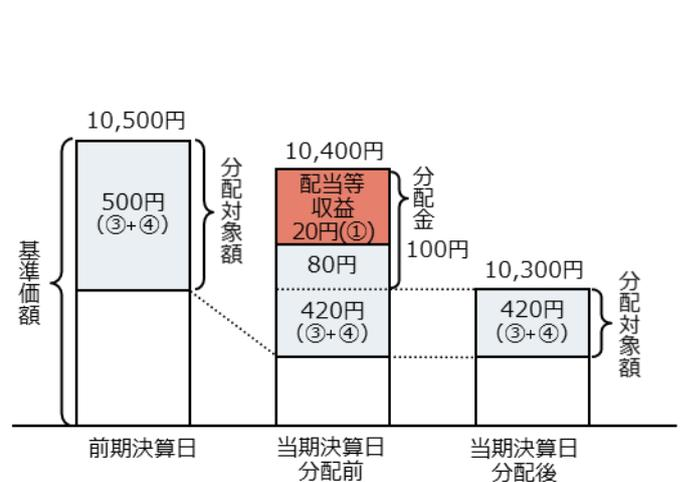 10,500円
500円
(③+④)
分配対象額
基準価額
前期決算日
10,400円
配当等
収益
20円(①)
80円
420円
(③+④)
分配金
100円
当期決算日
分配前
10,300円
420円
(③+④)
分配対象額
当期決算日
分配後